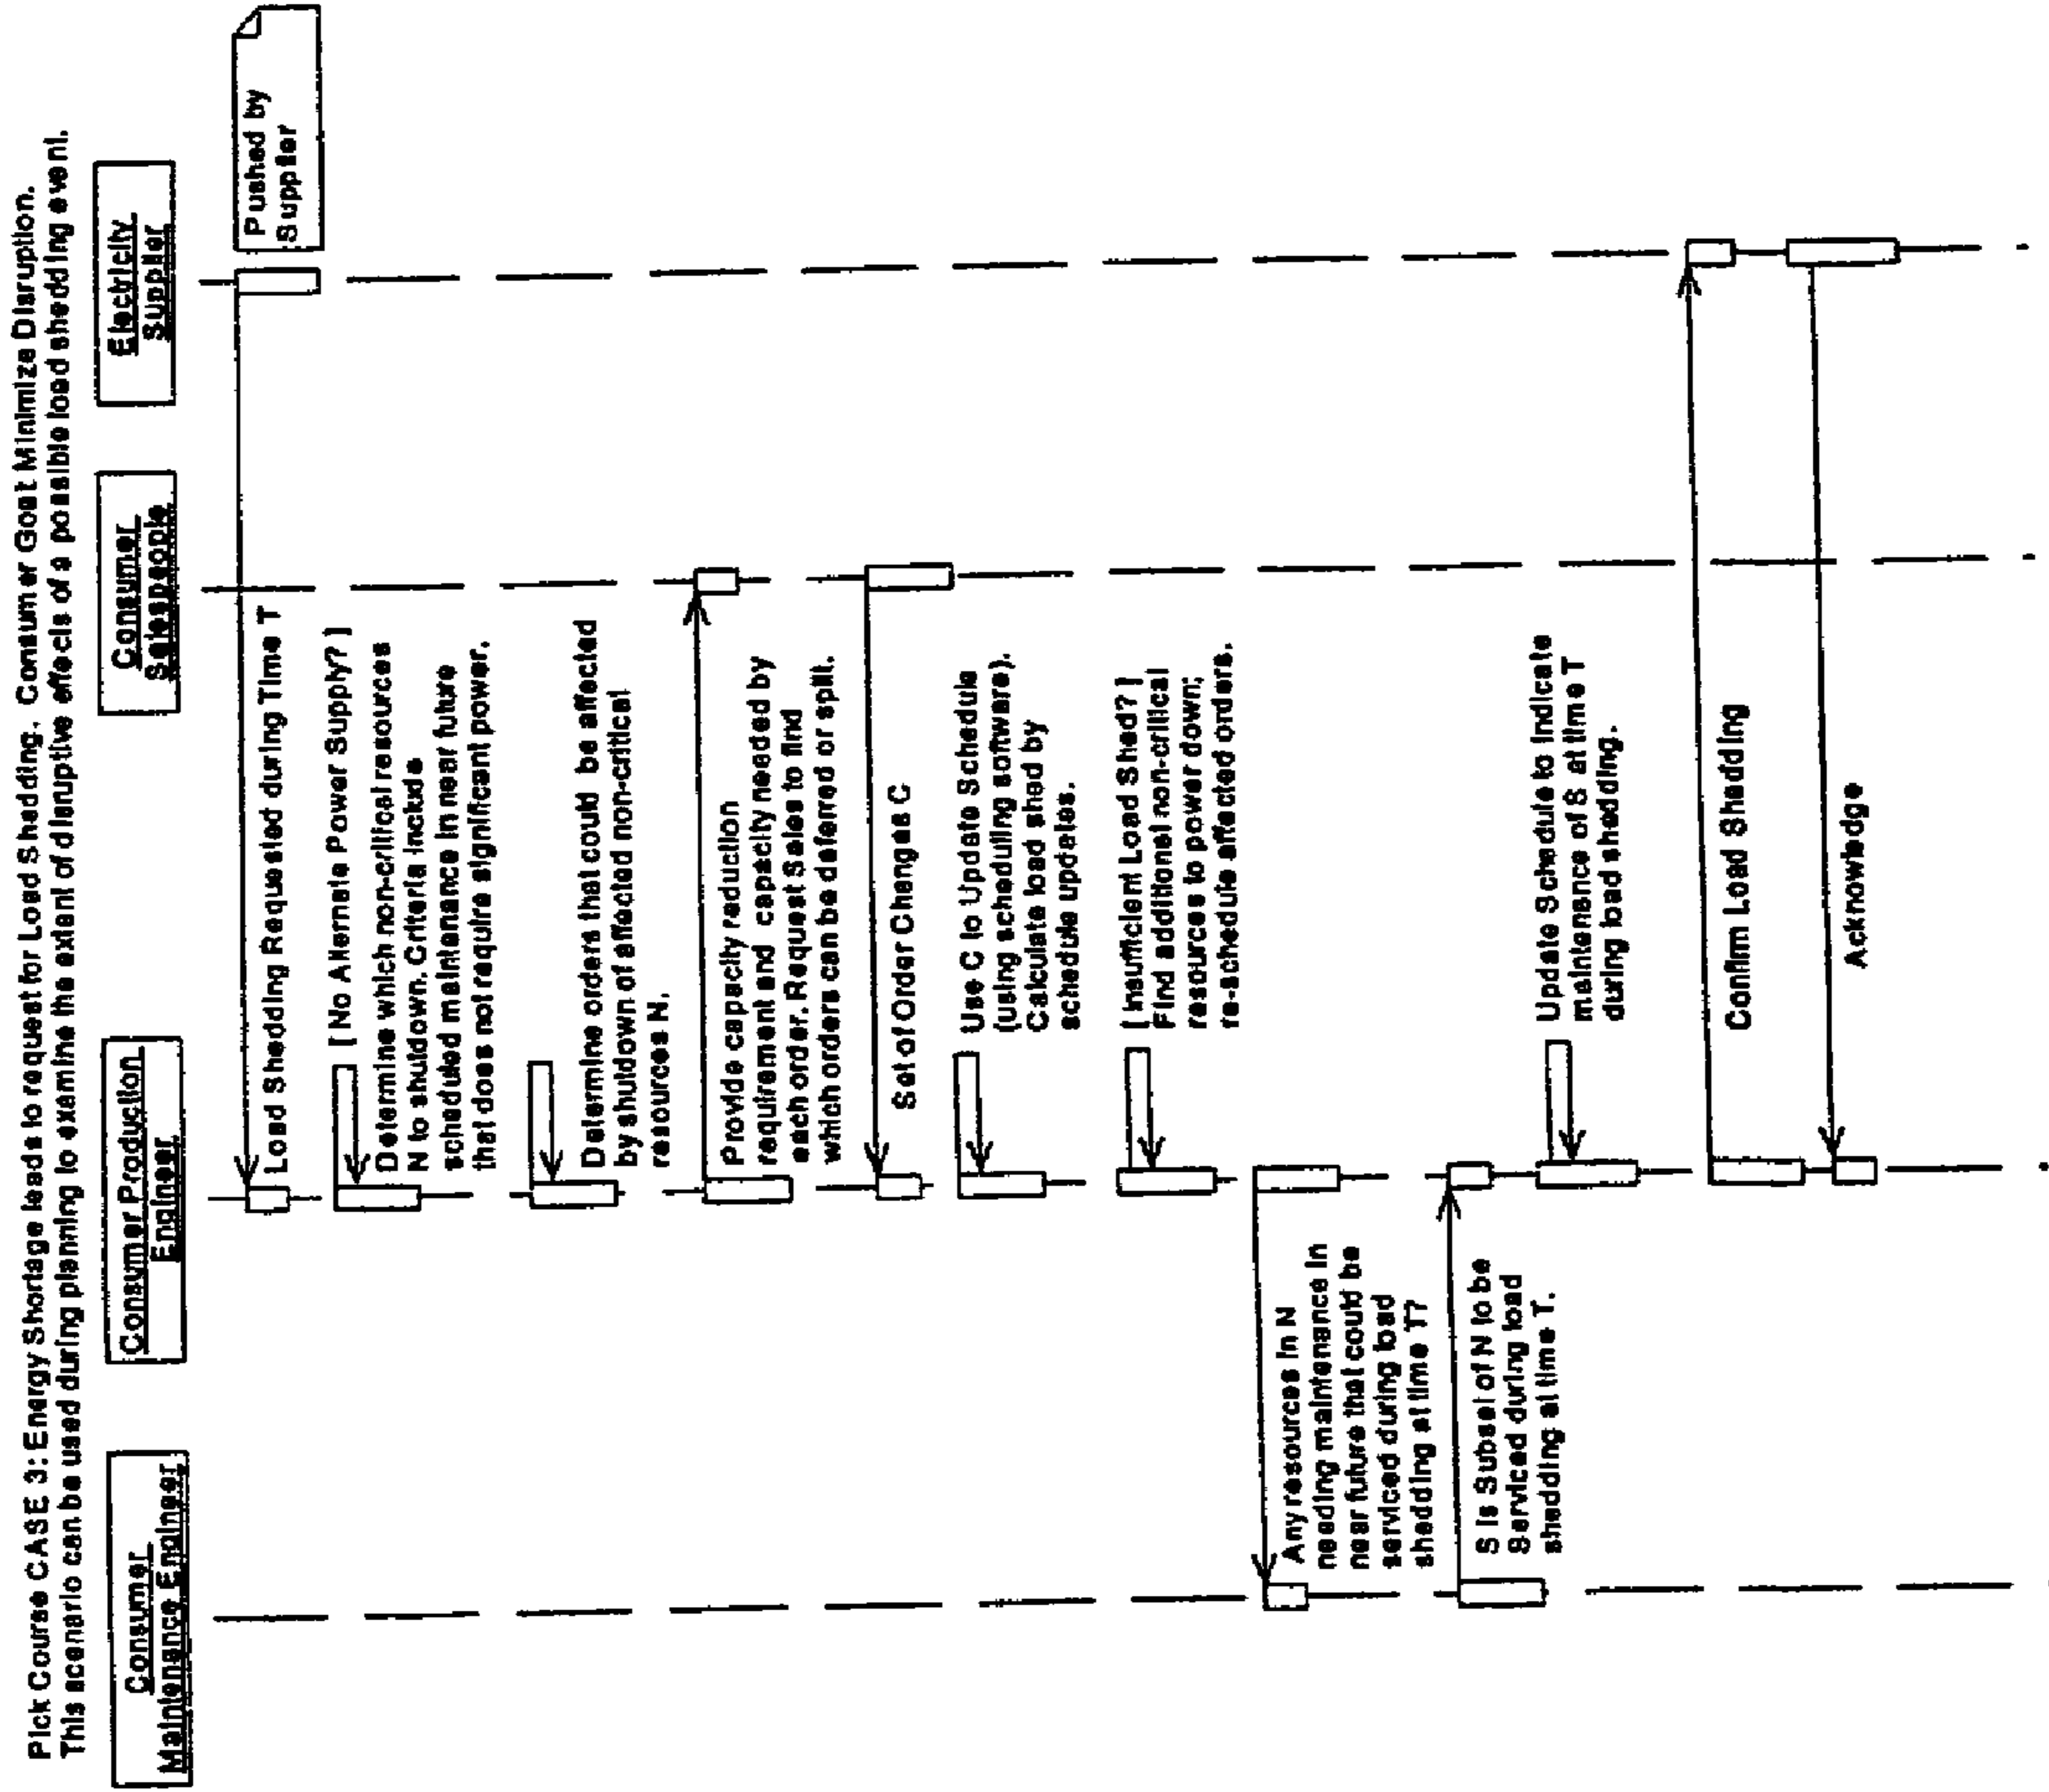 Pick Course CASE 3: Energy Shortage leads to request for Load Shedding. Consumer Goal: Minimize Disruption.
This scenario can be used during planning to examine the extent of disruptive effects of a possible load shedding event.
Consumer
Maintenance Engineer
Consumer Production
Engineer
Consumer
Salespeople
Electricity
Supplier
Pushed by
Supplier
Load Shedding Requested during Time T
[ No Alternate Power Supply? ]
Determine which non-critical resources
N to shutdown. Criteria include
scheduled maintenance in near future
that does not require significant power.
Determine orders that could be affected
by shutdown of affected non-critical
resources N.
Provide capacity reduction
requirement and capacity needed by
each order. Request Sales to find
which orders can be deferred or split.
Set of Order Changes C
Use C to Update Schedule
(using scheduling software).
Calculate load shed by
schedule updates.
[ Insufficient Load Shed? ]
Find additional non-critical
resources to power down;
re-schedule affected orders.
Any resources in N
needing maintenance in
near future that could be
serviced during load
shedding at time T?
S is Subset of N to be
Serviced during load
shedding at time T.
Update Schedule to indicate
maintenance of S at time T
during load shedding.
Confirm Load Shedding
Acknowledge